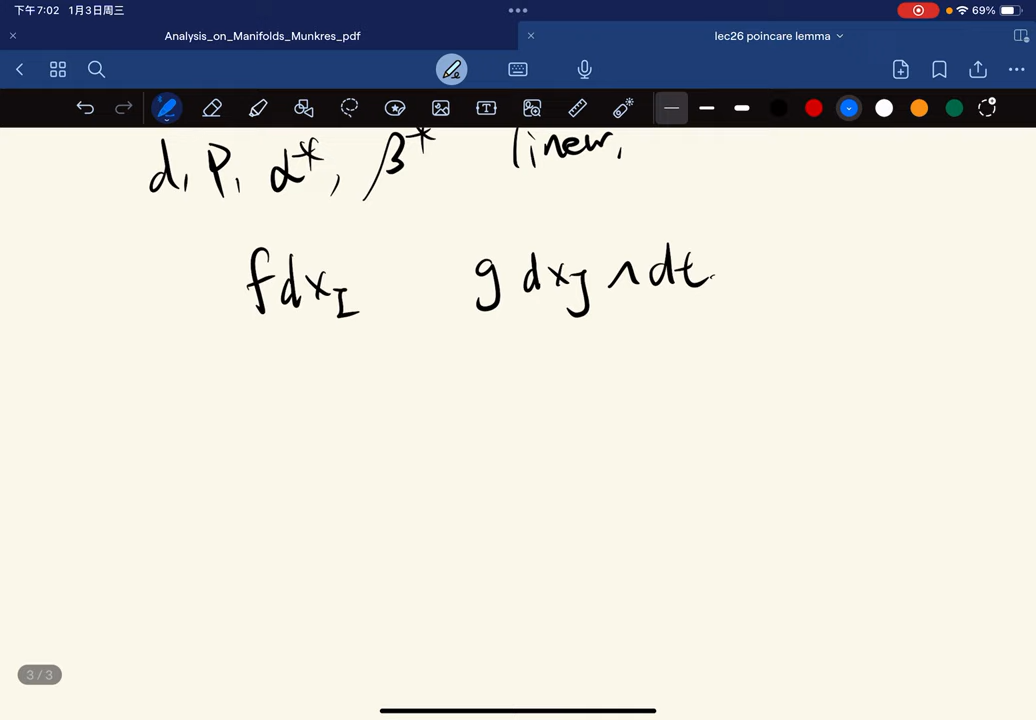 下午7:02 1月3日周三
69%
Analysis_on_Manifolds_Munkres_pdf
lec26 poincare lemma
d, P, α*, β* linear,
f dx_I g dx_J ∧ dt
3 / 3